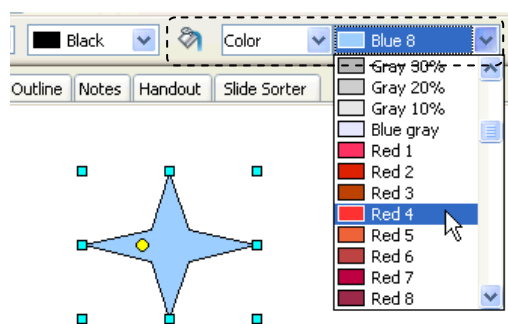 Black Color Blue 8
Outline Notes Handout Slide Sorter
Gray 30%
Gray 20%
Gray 10%
Blue gray
Red 1
Red 2
Red 3
Red 4
Red 5
Red 6
Red 7
Red 8